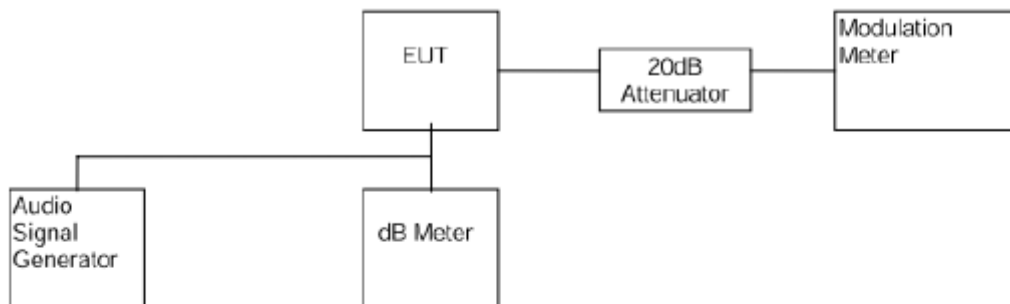 EUT
20dB
Attenuator
Modulation
Meter
Audio
Signal
Generator
dB Meter